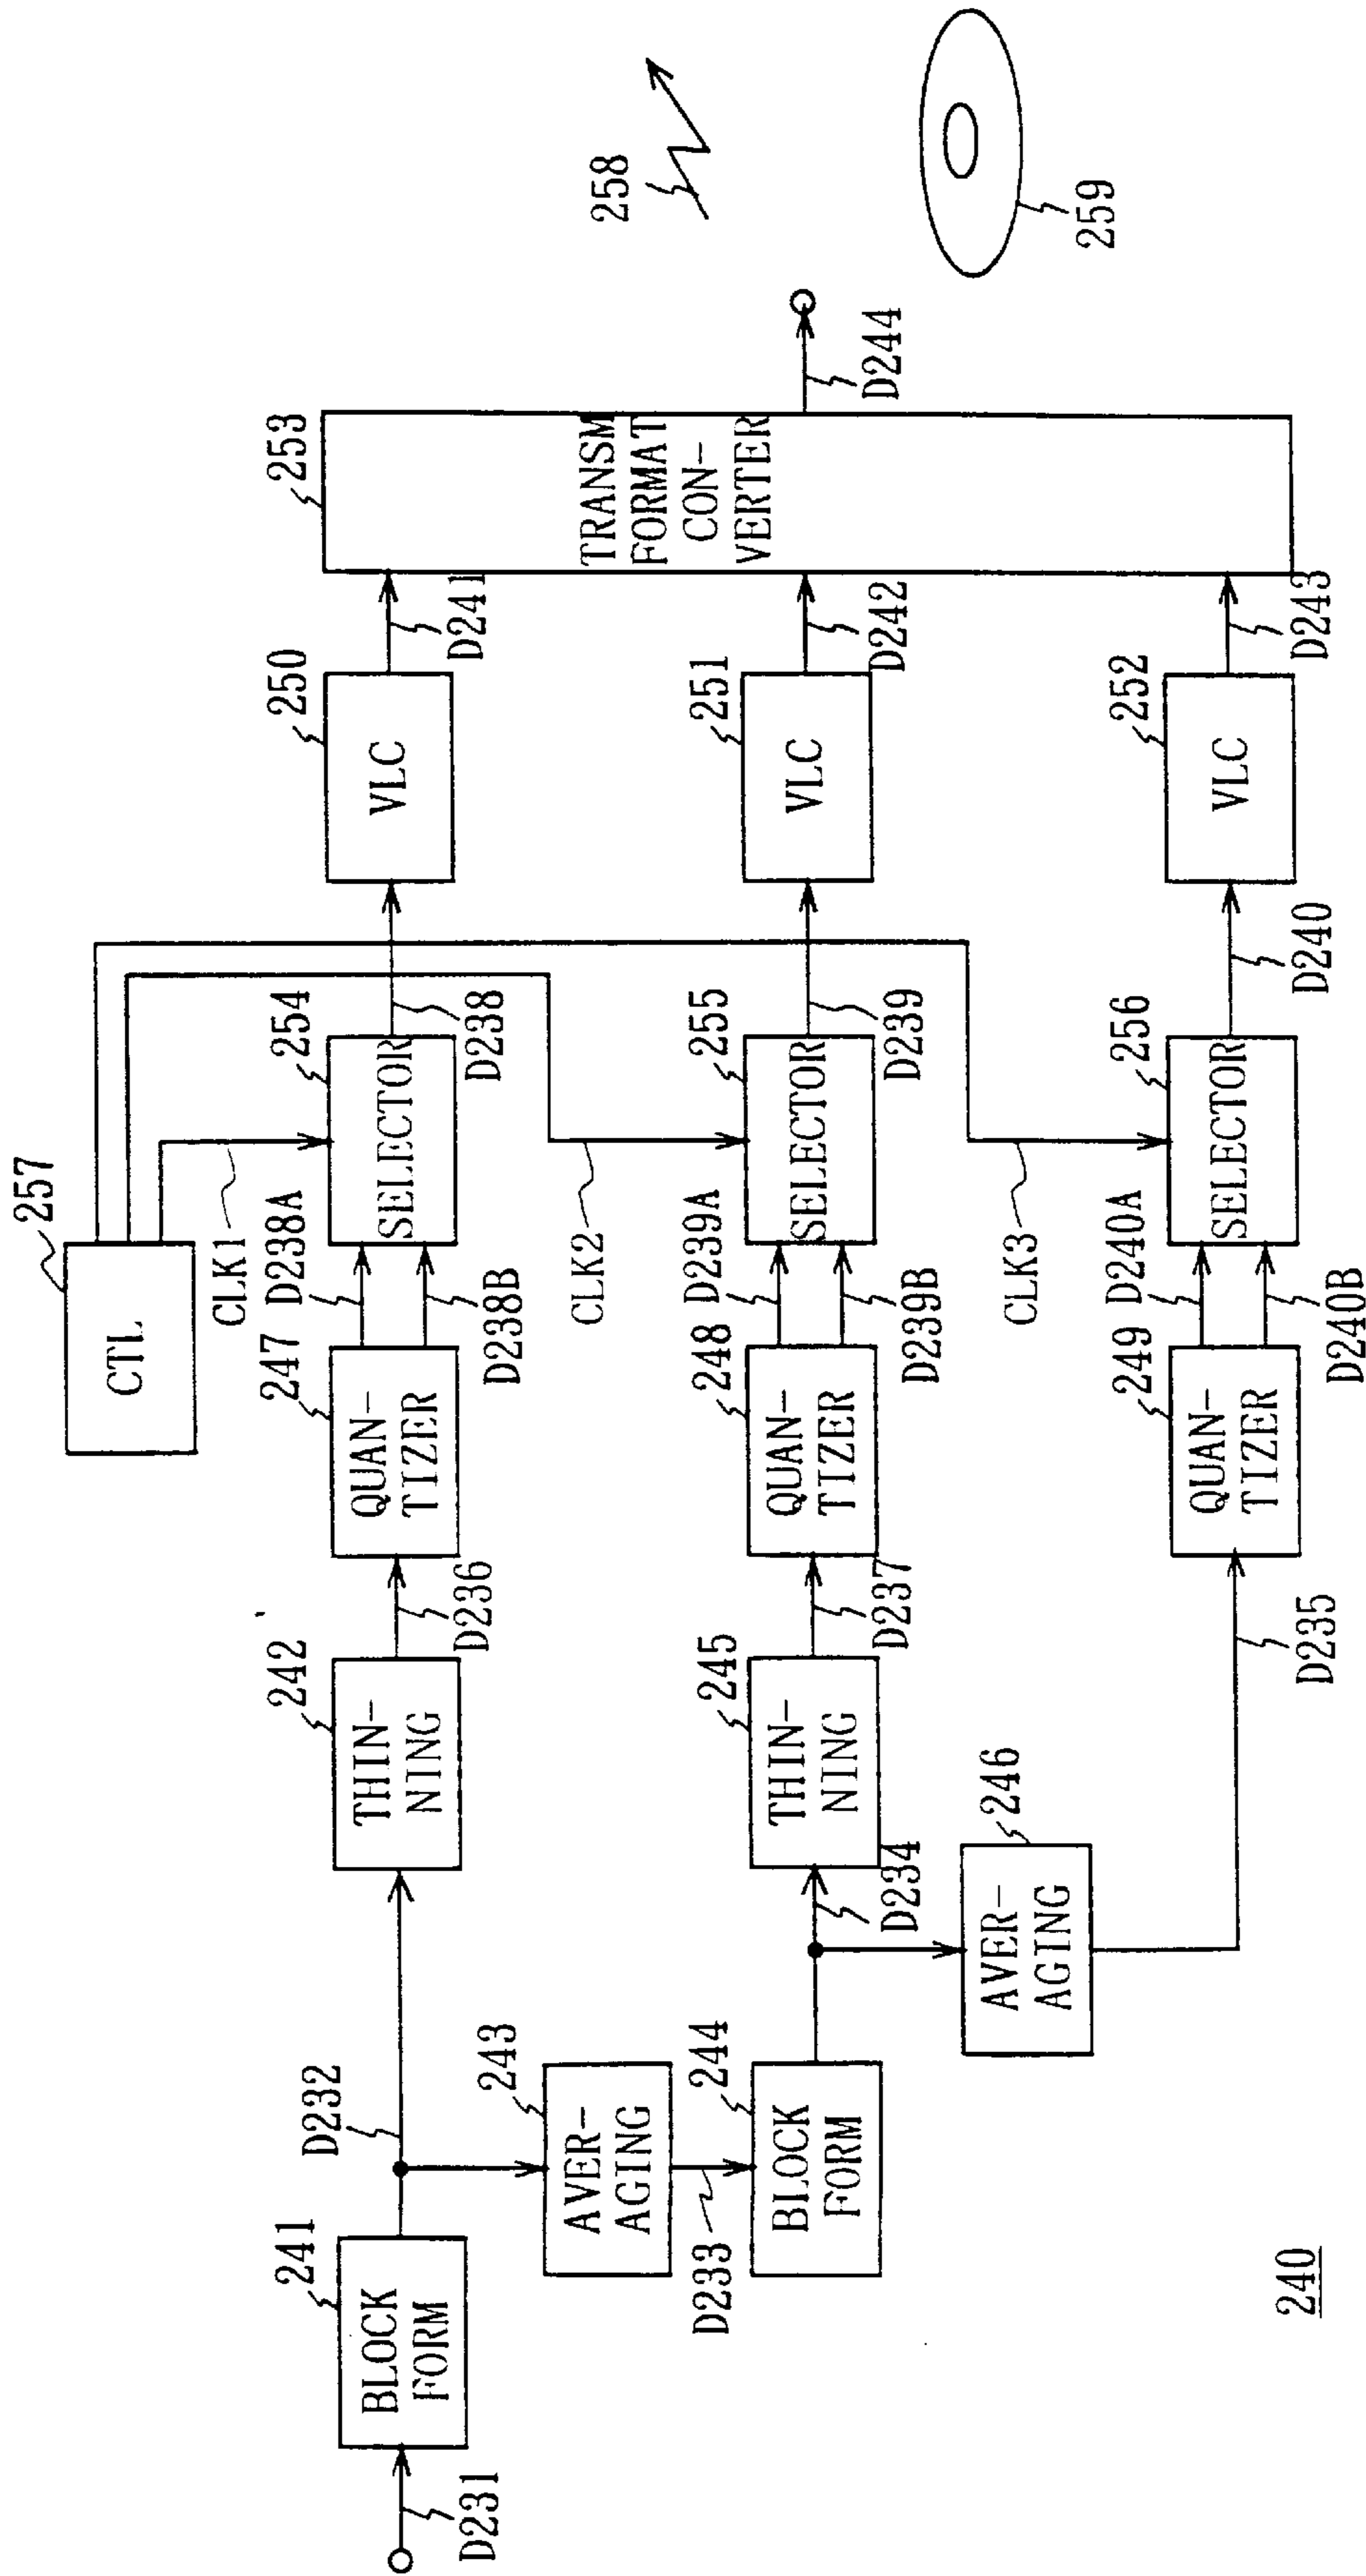 257
CTL
CLK1
CLK2
CLK3
D231
241
BLOCK
FORM
D232
242
THIN-
NING
D236
247
QUAN-
TIZER
D238A
D238B
254
SELECTOR
D238
250
VLC
D241
253
TRANSM
FORMAT
CON-
VERTER
D244
258
259
243
AVER-
AGING
D233
244
BLOCK
FORM
D234
245
THIN-
NING
D237
248
QUAN-
TIZER
D239A
D239B
255
SELECTOR
D239
251
VLC
D242
246
AVER-
AGING
D235
249
QUAN-
TIZER
D240A
D240B
256
SELECTOR
D240
252
VLC
D243
240